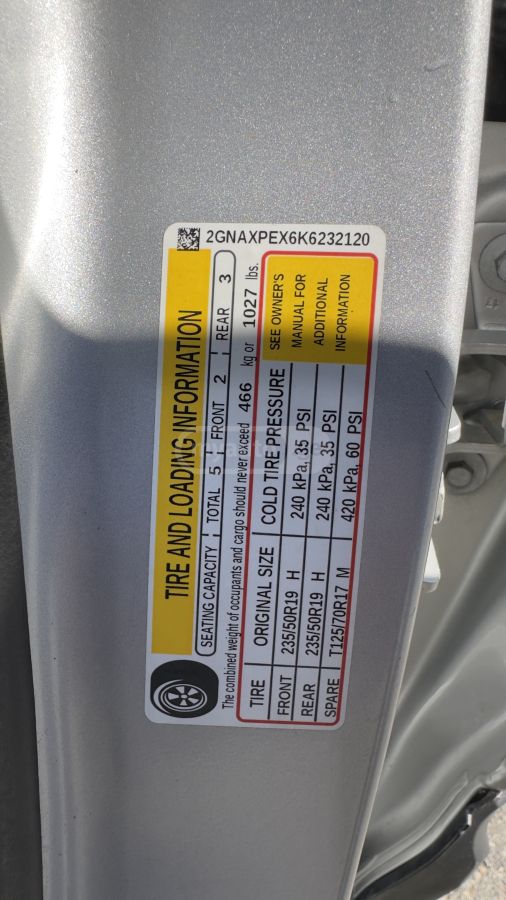 2GNAXPEX6K6232120
TIRE AND LOADING INFORMATION
SEATING CAPACITY TOTAL 5 FRONT 2 REAR 3
The combined weight of occupants and cargo should never exceed 466 kg or 1027 lbs.
TIRE ORIGINAL SIZE COLD TIRE PRESSURE SEE OWNER'S
FRONT 235/50R19 H 240 kPa, 35 PSI MANUAL FOR
REAR 235/50R19 H 240 kPa, 35 PSI ADDITIONAL
SPARE T125/70R17 M 420 kPa, 60 PSI INFORMATION